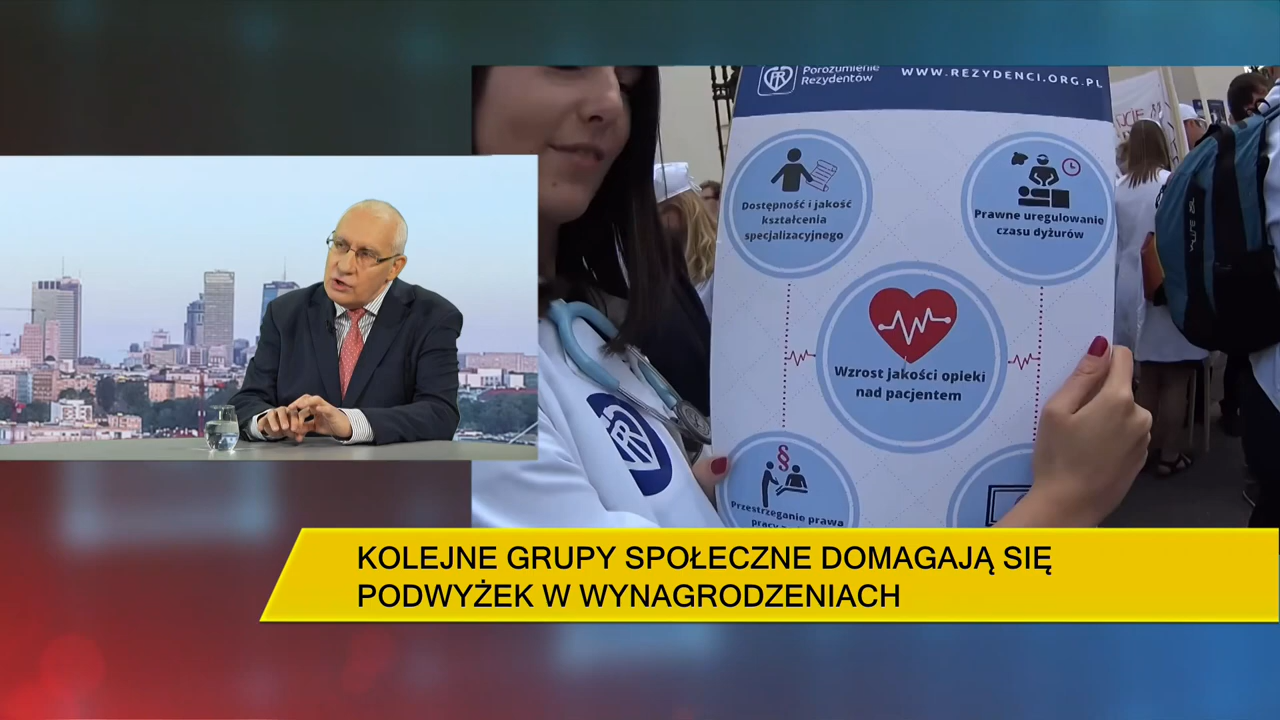 Porozumienie
Rezydentów
WWW.REZYDENCI.ORG.PL
Dostępność i jakość
kształcenia
specjalizacyjnego
Prawne uregulowanie
czasu dyżurów
Wzrost jakości opieki
nad pacjentem
§
Przestrzeganie prawa
KOLEJNE GRUPY SPOŁECZNE DOMAGAJĄ SIĘ
PODWYŻEK W WYNAGRODZENIACH